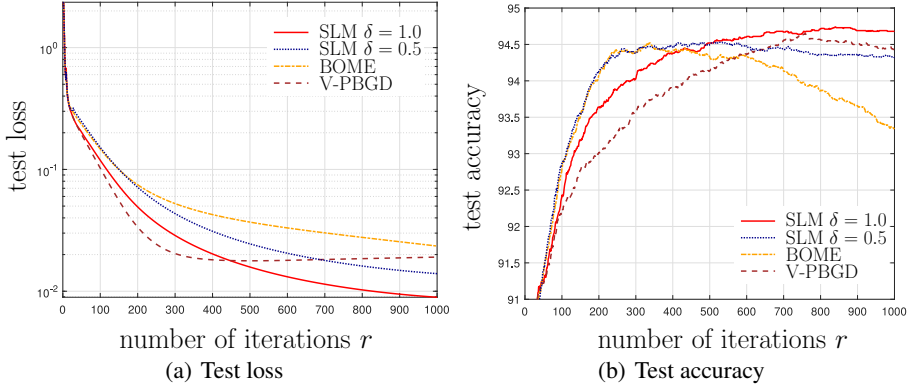 10^0
10^-1
10^-2
test loss
SLM δ = 1.0
SLM δ = 0.5
BOME
V-PBGD
0 100 200 300 400 500 600 700 800 900 1000
number of iterations r
(a) Test loss
95
94.5
94
93.5
93
92.5
92
91.5
91
test accuracy
SLM δ = 1.0
SLM δ = 0.5
BOME
V-PBGD
0 100 200 300 400 500 600 700 800 900 1000
number of iterations r
(b) Test accuracy